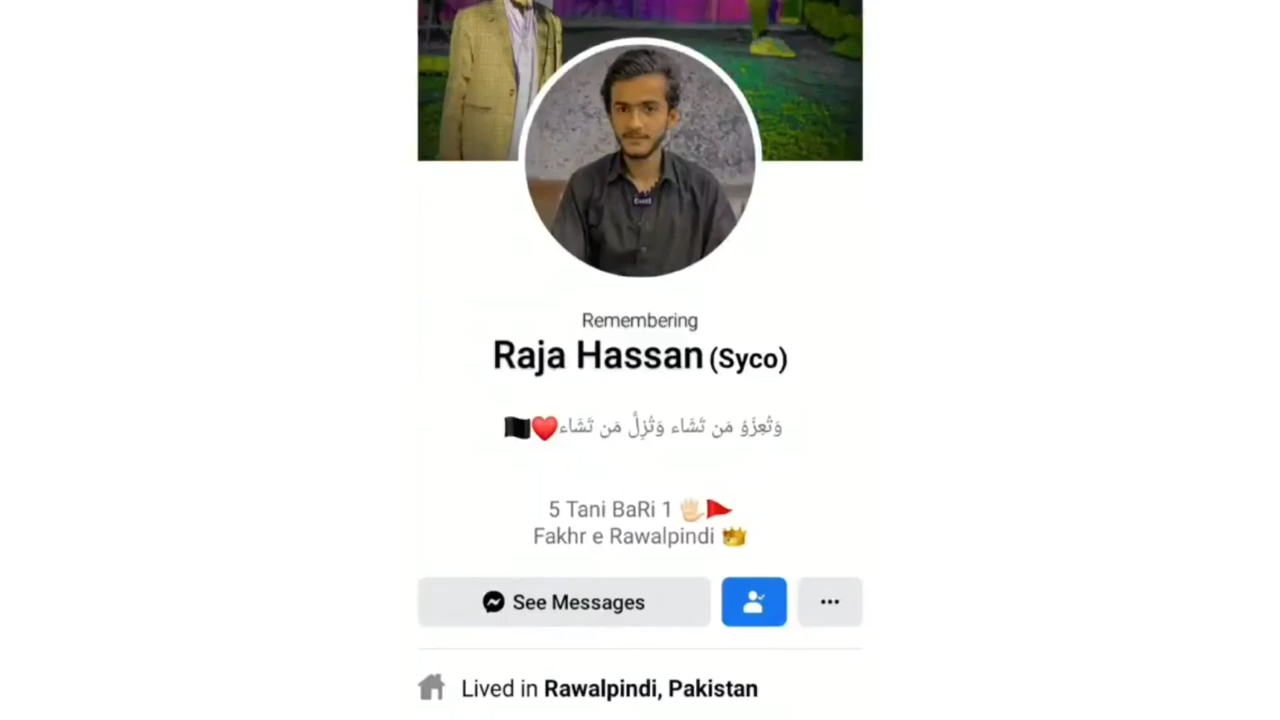 Remembering
Raja Hassan (Syco)
وَتُعِزُو مَن تَشَاء وَتُزِلُّ مَن تَشَاء❤️🏴
5 Tani BaRi 1 🖐🏻🚩
Fakhr e Rawalpindi 👑
See Messages
Lived in Rawalpindi, Pakistan